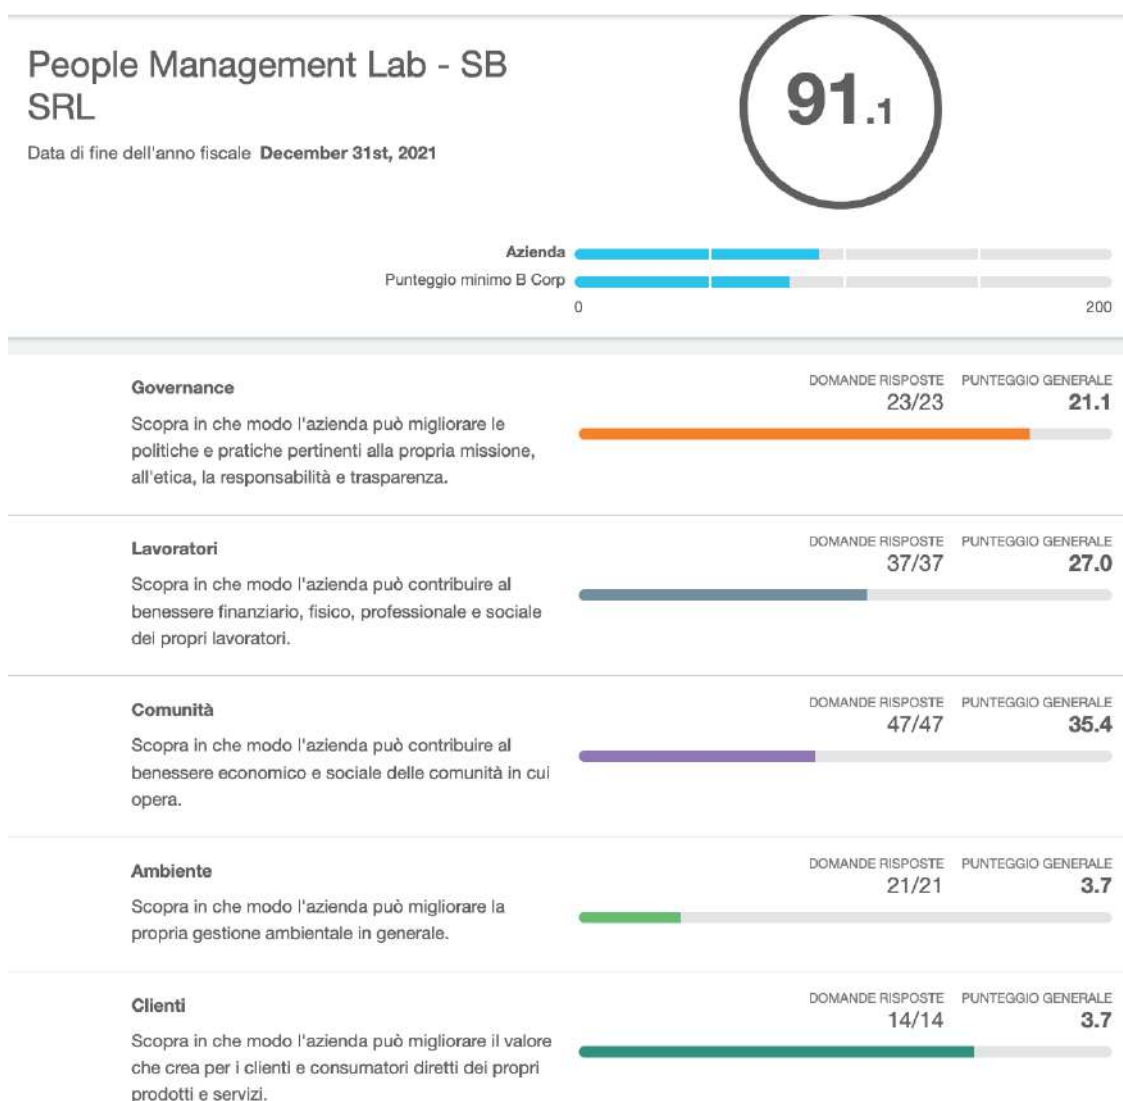 People Management Lab - SB
SRL
Data di fine dell'anno fiscale December 31st, 2021
91.1
Azienda
Punteggio minimo B Corp
0 200
Governance
Scopra in che modo l'azienda può migliorare le
politiche e pratiche pertinenti alla propria missione,
all'etica, la responsabilità e trasparenza.
DOMANDE RISPOSTE PUNTEGGIO GENERALE
23/23 21.1
Lavoratori
Scopra in che modo l'azienda può contribuire al
benessere finanziario, fisico, professionale e sociale
dei propri lavoratori.
DOMANDE RISPOSTE PUNTEGGIO GENERALE
37/37 27.0
Comunità
Scopra in che modo l'azienda può contribuire al
benessere economico e sociale delle comunità in cui
opera.
DOMANDE RISPOSTE PUNTEGGIO GENERALE
47/47 35.4
Ambiente
Scopra in che modo l'azienda può migliorare la
propria gestione ambientale in generale.
DOMANDE RISPOSTE PUNTEGGIO GENERALE
21/21 3.7
Clienti
Scopra in che modo l'azienda può migliorare il valore
che crea per i clienti e consumatori diretti dei propri
prodotti e servizi.
DOMANDE RISPOSTE PUNTEGGIO GENERALE
14/14 3.7